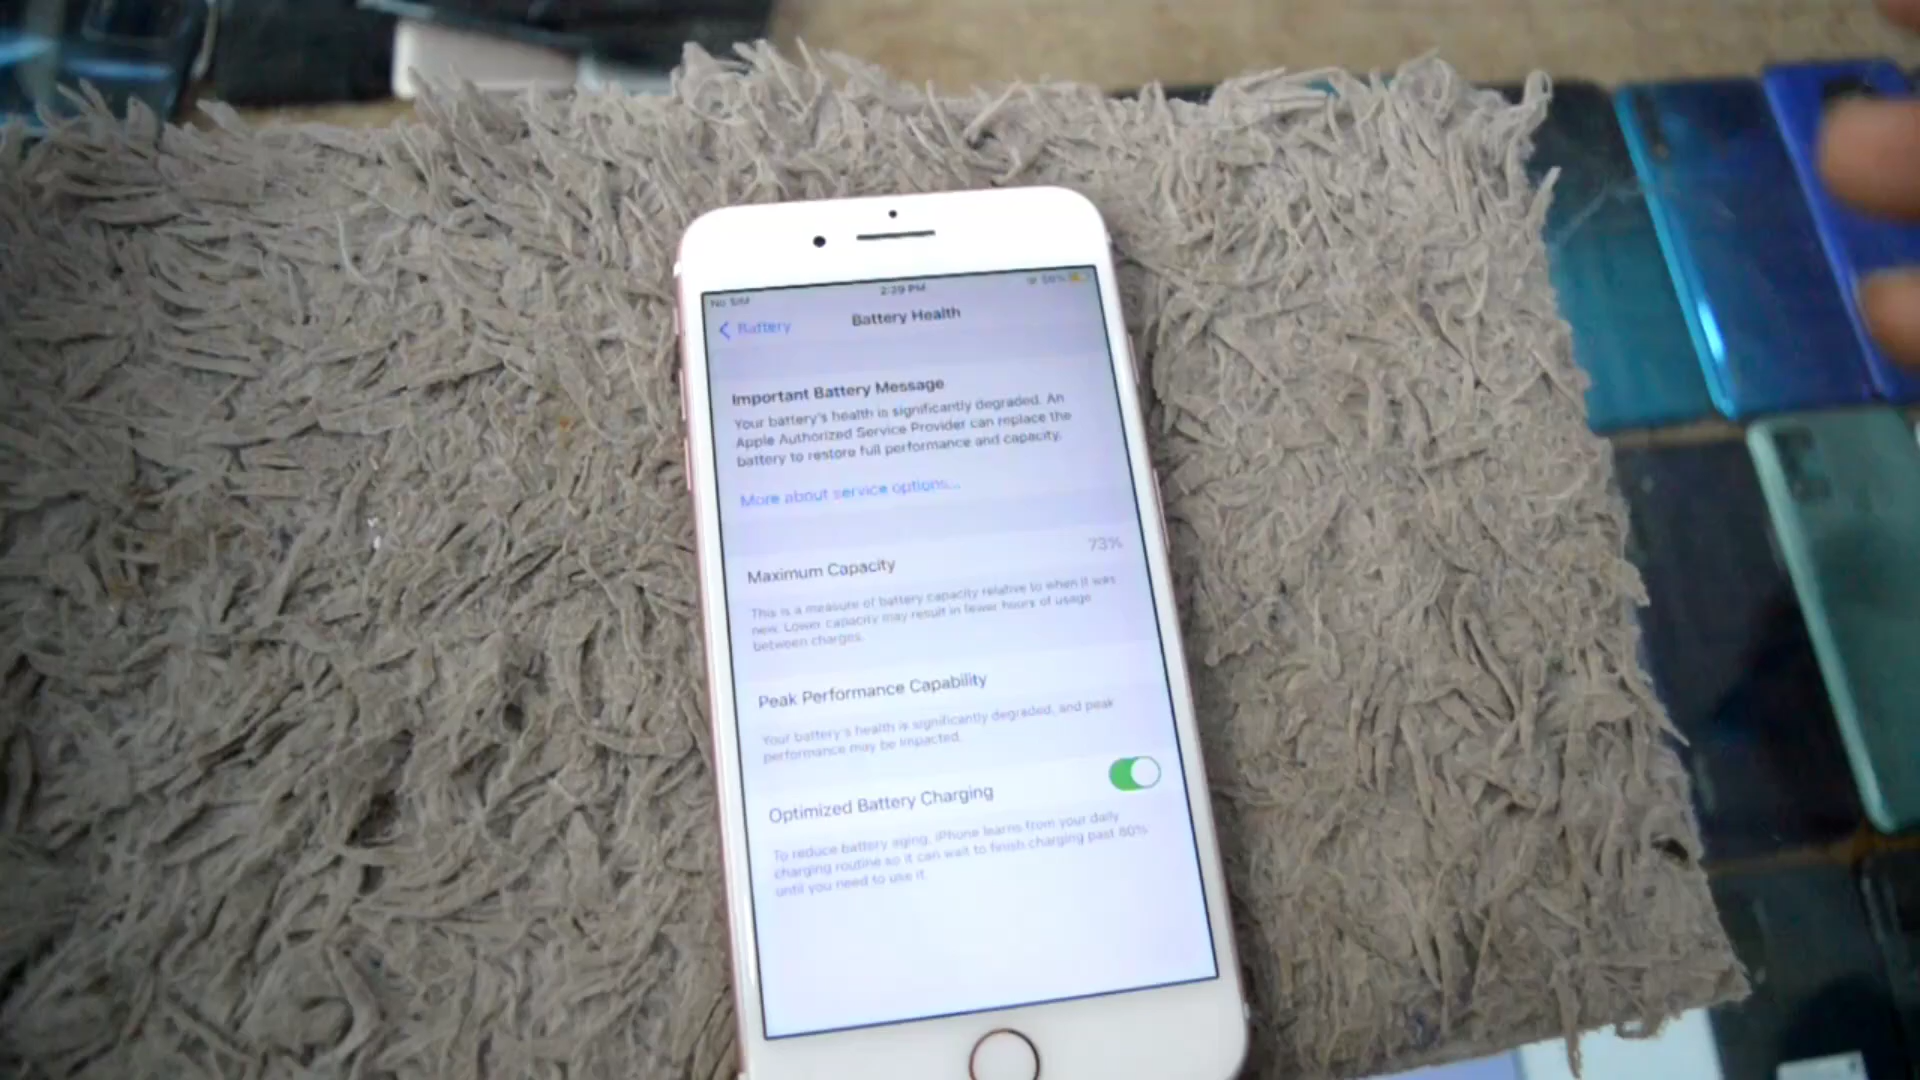 No SIM
2:29 PM
Battery
Battery Health
Important Battery Message
Your battery's health is significantly degraded. An
Apple Authorized Service Provider can replace the
battery to restore full performance and capacity.
More about service options...
Maximum Capacity
73%
This is a measure of battery capacity relative to when it was
new. Lower capacity may result in fewer hours of usage
between charges.
Peak Performance Capability
Your battery's health is significantly degraded, and peak
performance may be impacted.
Optimized Battery Charging
To reduce battery aging, iPhone learns from your daily
charging routine so it can wait to finish charging past 80%
until you need to use it.